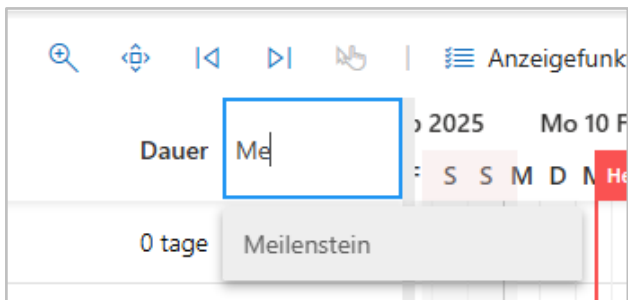 Anzeigefunk
2025 Mo 10 F
Dauer Me
S S M D M He
0 tage Meilenstein